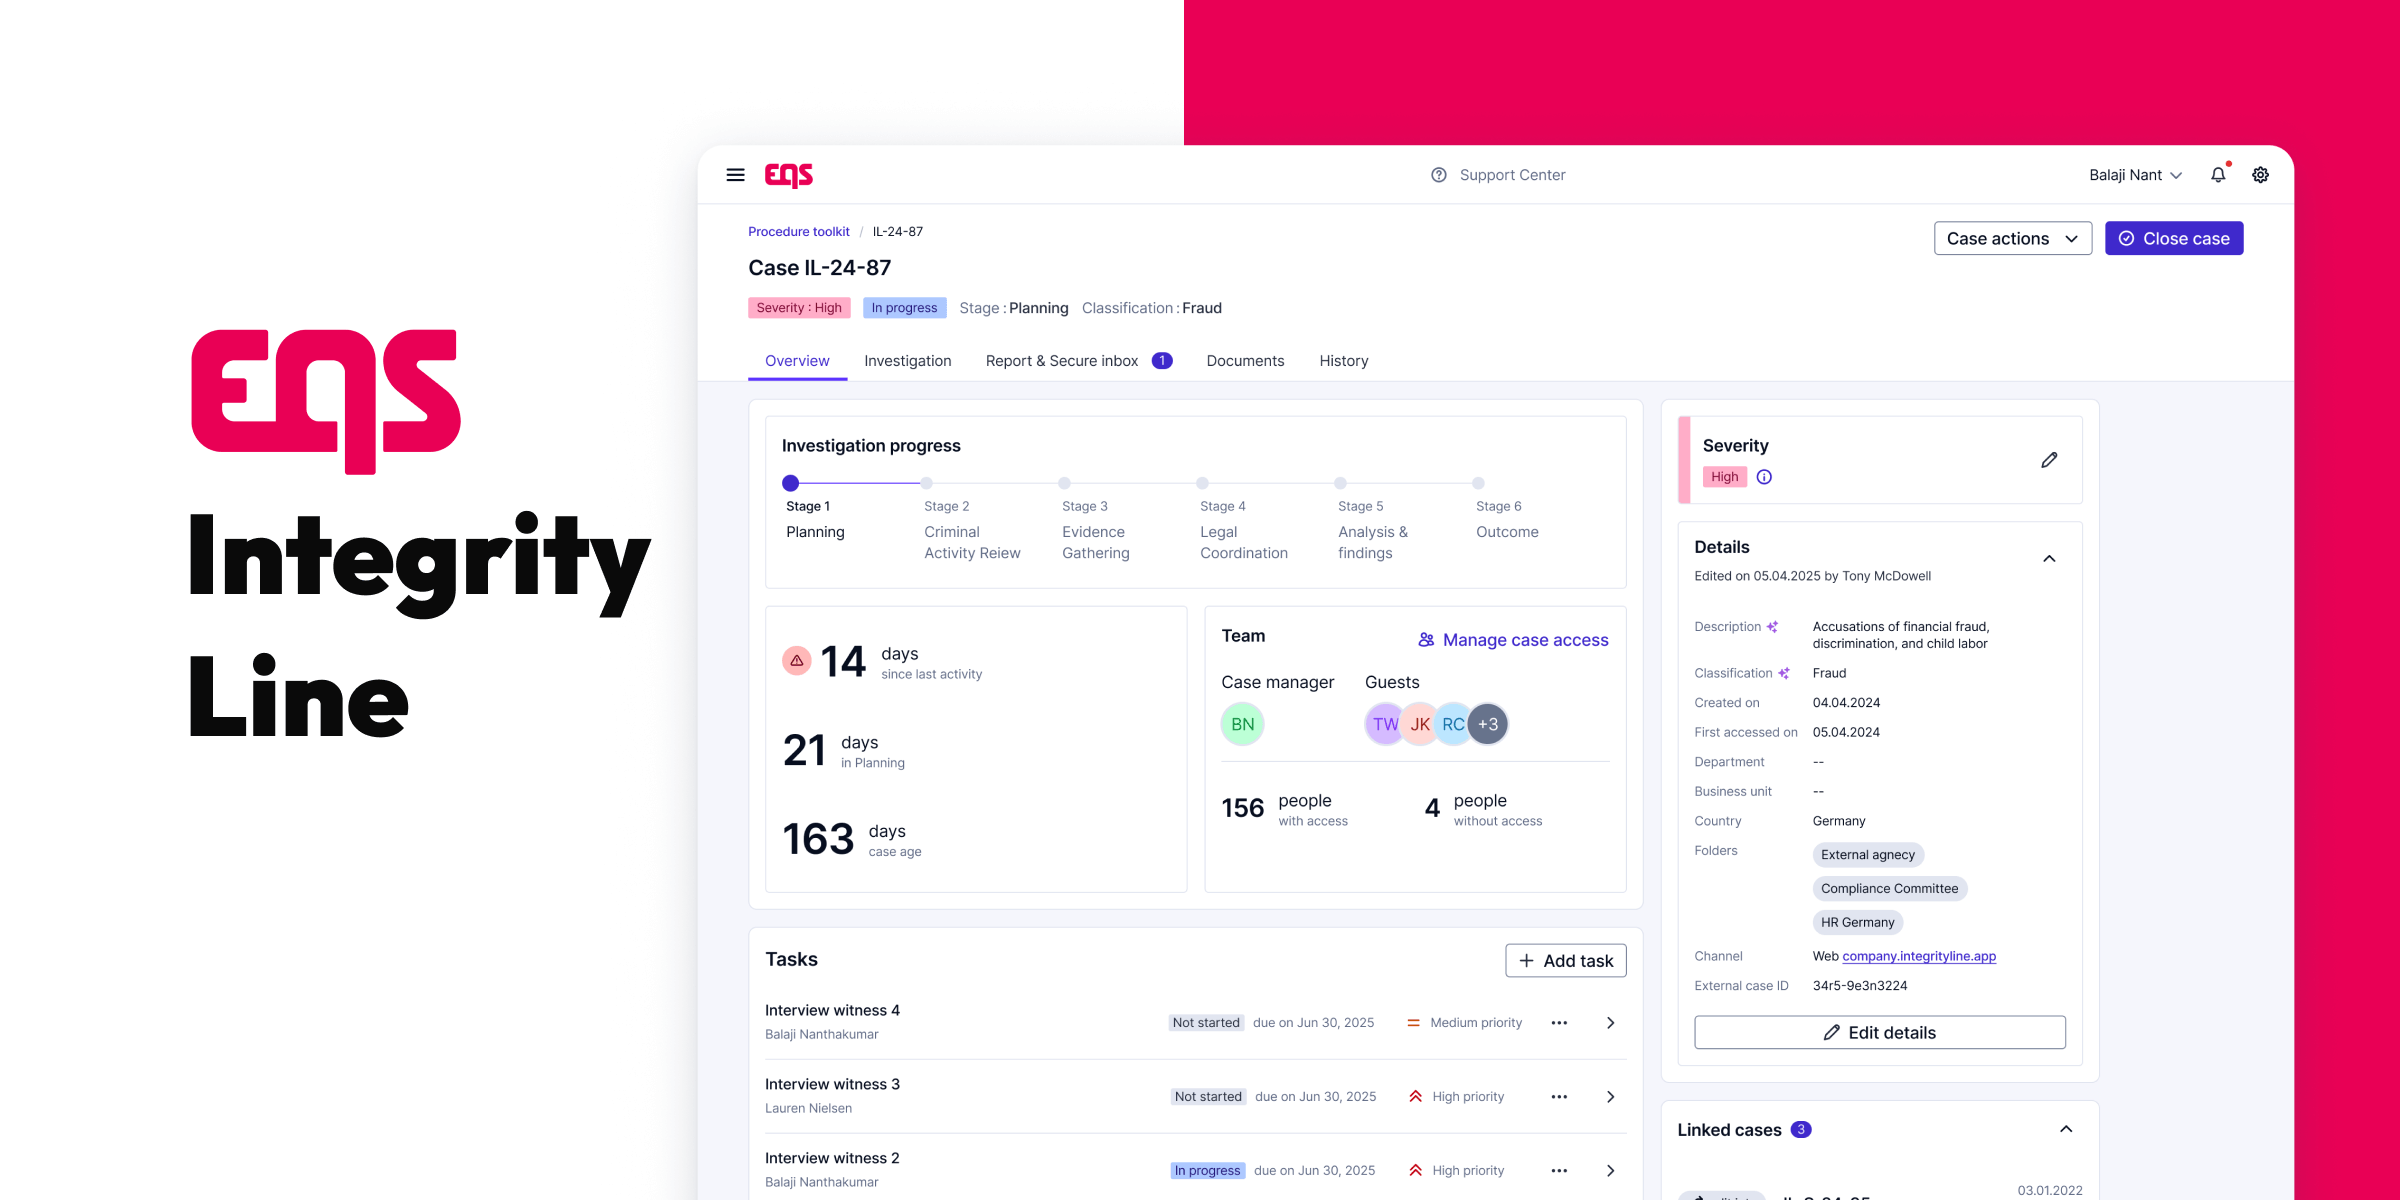 EQS
Integrity
Line
EQS
Support Center
Balaji Nant
Procedure toolkit / IL-24-87
Case actions
Close case
Case IL-24-87
Severity : High
In progress
Stage : Planning
Classification : Fraud
Overview
Investigation
Report & Secure inbox 1
Documents
History
Investigation progress
Stage 1
Planning
Stage 2
Criminal
Activity Reiew
Stage 3
Evidence
Gathering
Stage 4
Legal
Coordination
Stage 5
Analysis &
findings
Stage 6
Outcome
14 days
since last activity
21 days
in Planning
163 days
case age
Team
Manage case access
Case manager
Guests
BN
TW
JK
RC
+3
156 people
with access
4 people
without access
Tasks
Add task
Interview witness 4
Balaji Nanthakumar
Not started due on Jun 30, 2025 Medium priority
Interview witness 3
Lauren Nielsen
Not started due on Jun 30, 2025 High priority
Interview witness 2
Balaji Nanthakumar
In progress due on Jun 30, 2025 High priority
Severity
High
Details
Edited on 05.04.2025 by Tony McDowell
Description Accusations of financial fraud,
discrimination, and child labor
Classification Fraud
Created on 04.04.2024
First accessed on 05.04.2024
Department --
Business unit --
Country Germany
Folders External agnecy
Compliance Committee
HR Germany
Channel Web company.integrityline.app
External case ID 34r5-9e3n3224
Edit details
Linked cases 3
03.01.2022